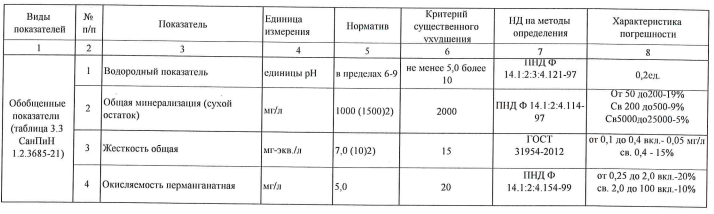 Виды показателей
№ п/п
Показатель
Единица измерения
Норматив
Критерий существенного ухудшения
НД на методы определения
Характеристика погрешности
1
2
3
4
5
6
7
8
Обобщенные показатели (таблица 3.3 СанПиН 1.2.3685-21)
1
Водородный показатель
единицы pH
в пределах 6-9
не менее 5,0 более 10
ПНД Ф 14.1:2:3:4.121-97
0,2ед.
2
Общая минерализация (сухой остаток)
мг/л
1000 (1500)2)
2000
ПНД Ф 14.1:2:4.114-97
От 50 до200-19%
Св 200 до500-9%
Св5000до25000-5%
3
Жесткость общая
мг-экв./л
7,0 (10)2)
15
ГОСТ 31954-2012
от 0,1 до 0,4 вкл.- 0,05 мг/л
св. 0,4 - 15%
4
Окисляемость перманганатная
мг/л
5,0
20
ПНД Ф 14.1:2:4.154-99
от 0,25 до 2,0 вкл.-20%
св. 2,0 до 100 вкл.-10%